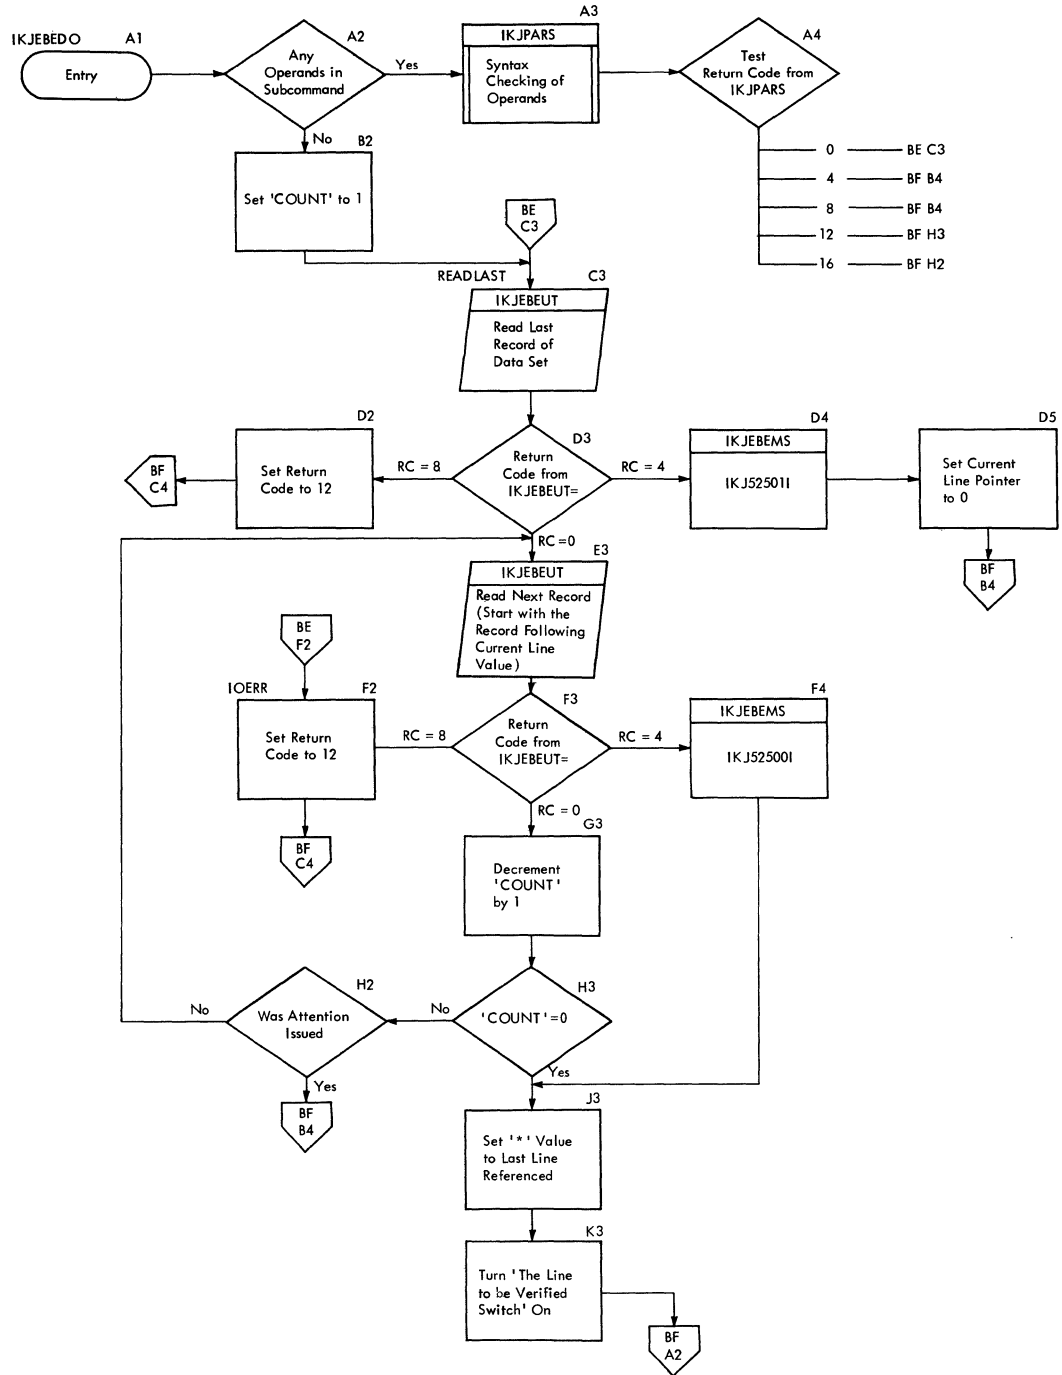 IKJEBEDO
A1
Entry
A2
Any
Operands in
Subcommand
Yes
No
A3
IKJPARS
Syntax
Checking of
Operands
A4
Test
Return Code from
IKJPARS
0 BE C3
4 BF B4
8 BF B4
12 BF H3
16 BF H2
B2
Set 'COUNT' to 1
BE
C3
READLAST
C3
IKJEBEUT
Read Last
Record of
Data Set
D2
Set Return
Code to 12
BF
C4
RC = 8
D3
Return
Code from
IKJEBEUT=
RC = 4
D4
IKJEBEMS
IKJ52501I
D5
Set Current
Line Pointer
to 0
BF
B4
RC =0
E3
IKJEBEUT
Read Next Record
(Start with the
Record Following
Current Line
Value)
BE
F2
IOERR
F2
Set Return
Code to 12
BF
C4
RC = 8
F3
Return
Code from
IKJEBEUT=
RC = 4
F4
IKJEBEMS
IKJ52500I
RC = 0
G3
Decrement
'COUNT'
by 1
H3
'COUNT'=0
No
Yes
H2
Was Attention
Issued
No
Yes
BF
B4
J3
Set '*' Value
to Last Line
Referenced
K3
Turn 'The Line
to be Verified
Switch' On
BF
A2